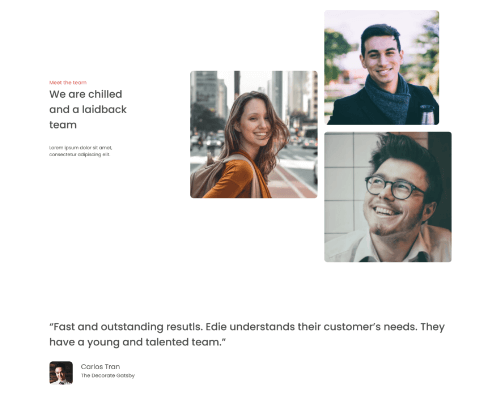 Meet the team
We are chilled
and a laidback
team
Lorem ipsum dolor sit amet,
consectetur adipiscing elit
“Fast and outstanding resutls. Edie understands their customer’s needs. They
have a young and talented team.”
Carlos Tran
The Decorate Gatsby